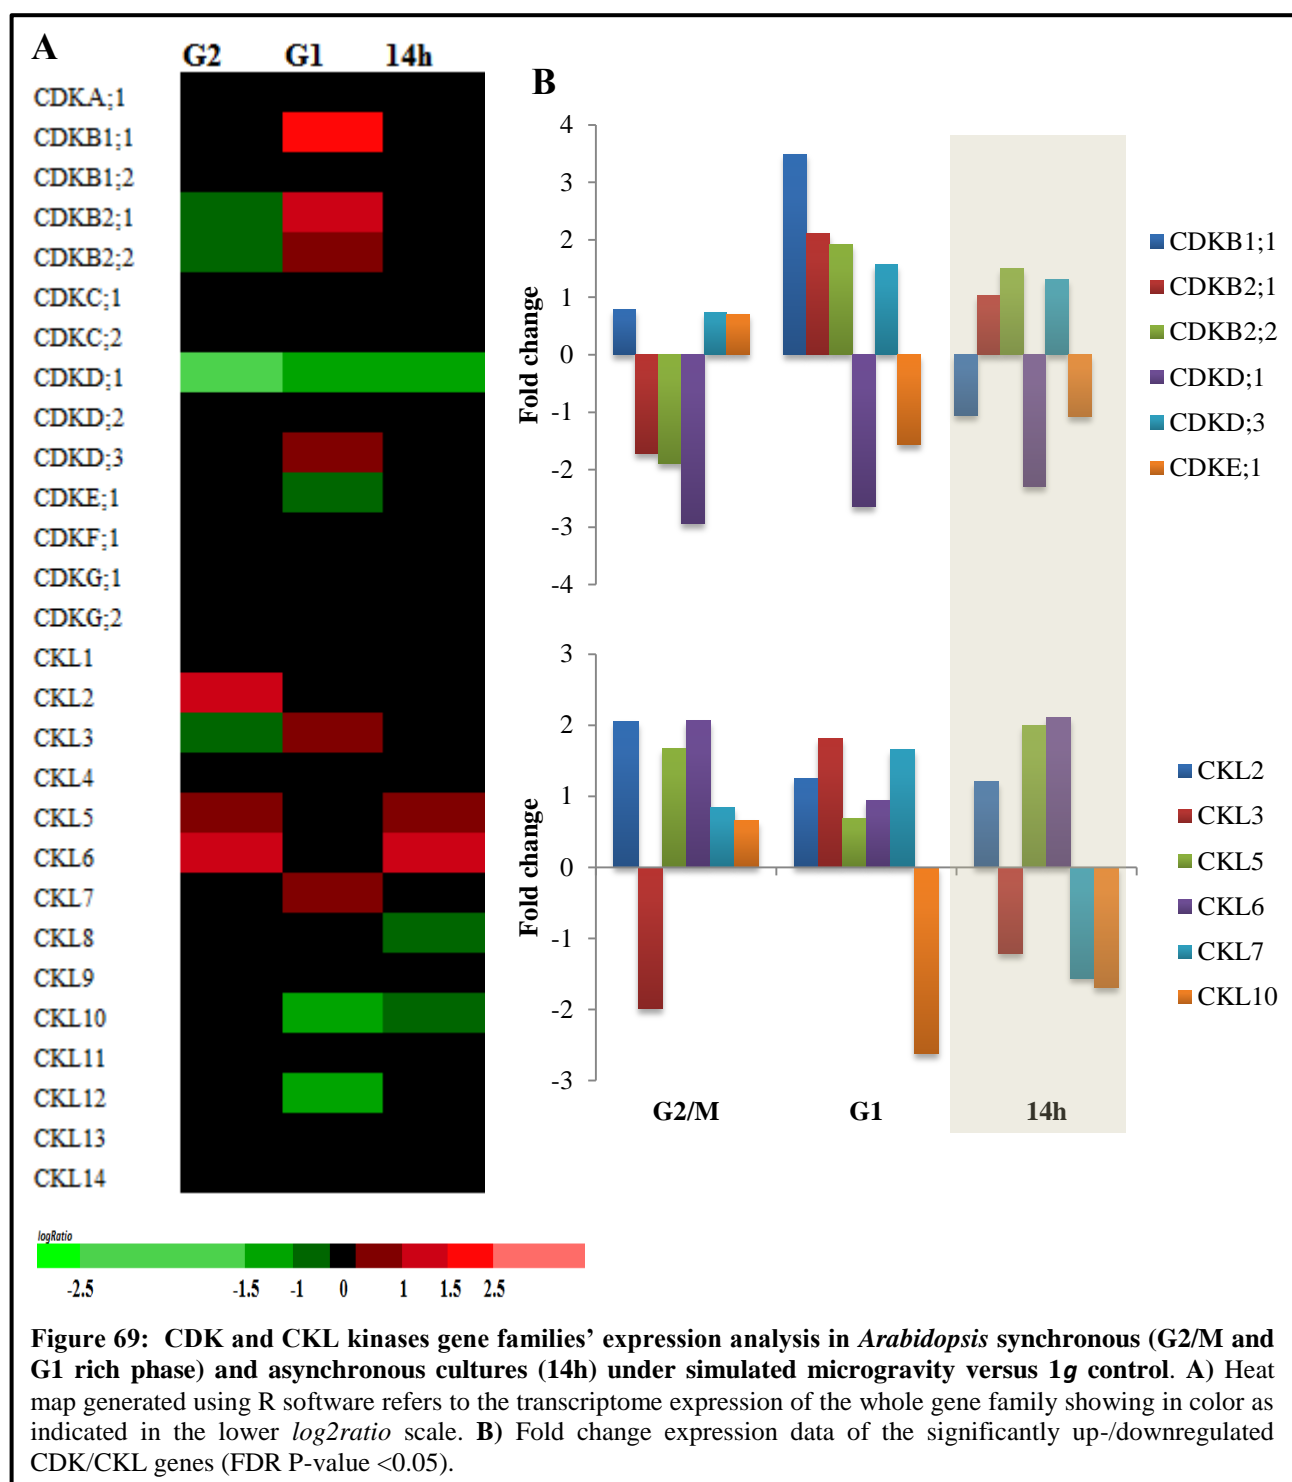 A
G2 G1 14h
CDKA;1
CDKB1;1
CDKB1;2
CDKB2;1
CDKB2;2
CDKC;1
CDKC;2
CDKD;1
CDKD;2
CDKD;3
CDKE;1
CDKF;1
CDKG;1
CDKG;2
CKL1
CKL2
CKL3
CKL4
CKL5
CKL6
CKL7
CKL8
CKL9
CKL10
CKL11
CKL12
CKL13
CKL14
logRatio
-2.5 -1.5 -1 0 1 1.5 2.5
B
Fold change
4
3
2
1
0
-1
-2
-3
-4
CDKB1;1
CDKB2;1
CDKB2;2
CDKD;1
CDKD;3
CDKE;1
Fold change
3
2
1
0
-1
-2
-3
G2/M G1 14h
CKL2
CKL3
CKL5
CKL6
CKL7
CKL10
Figure 69: CDK and CKL kinases gene families’ expression analysis in Arabidopsis synchronous (G2/M and
G1 rich phase) and asynchronous cultures (14h) under simulated microgravity versus 1g control. A) Heat
map generated using R software refers to the transcriptome expression of the whole gene family showing in color as
indicated in the lower log2ratio scale. B) Fold change expression data of the significantly up-/downregulated
CDK/CKL genes (FDR P-value <0.05).